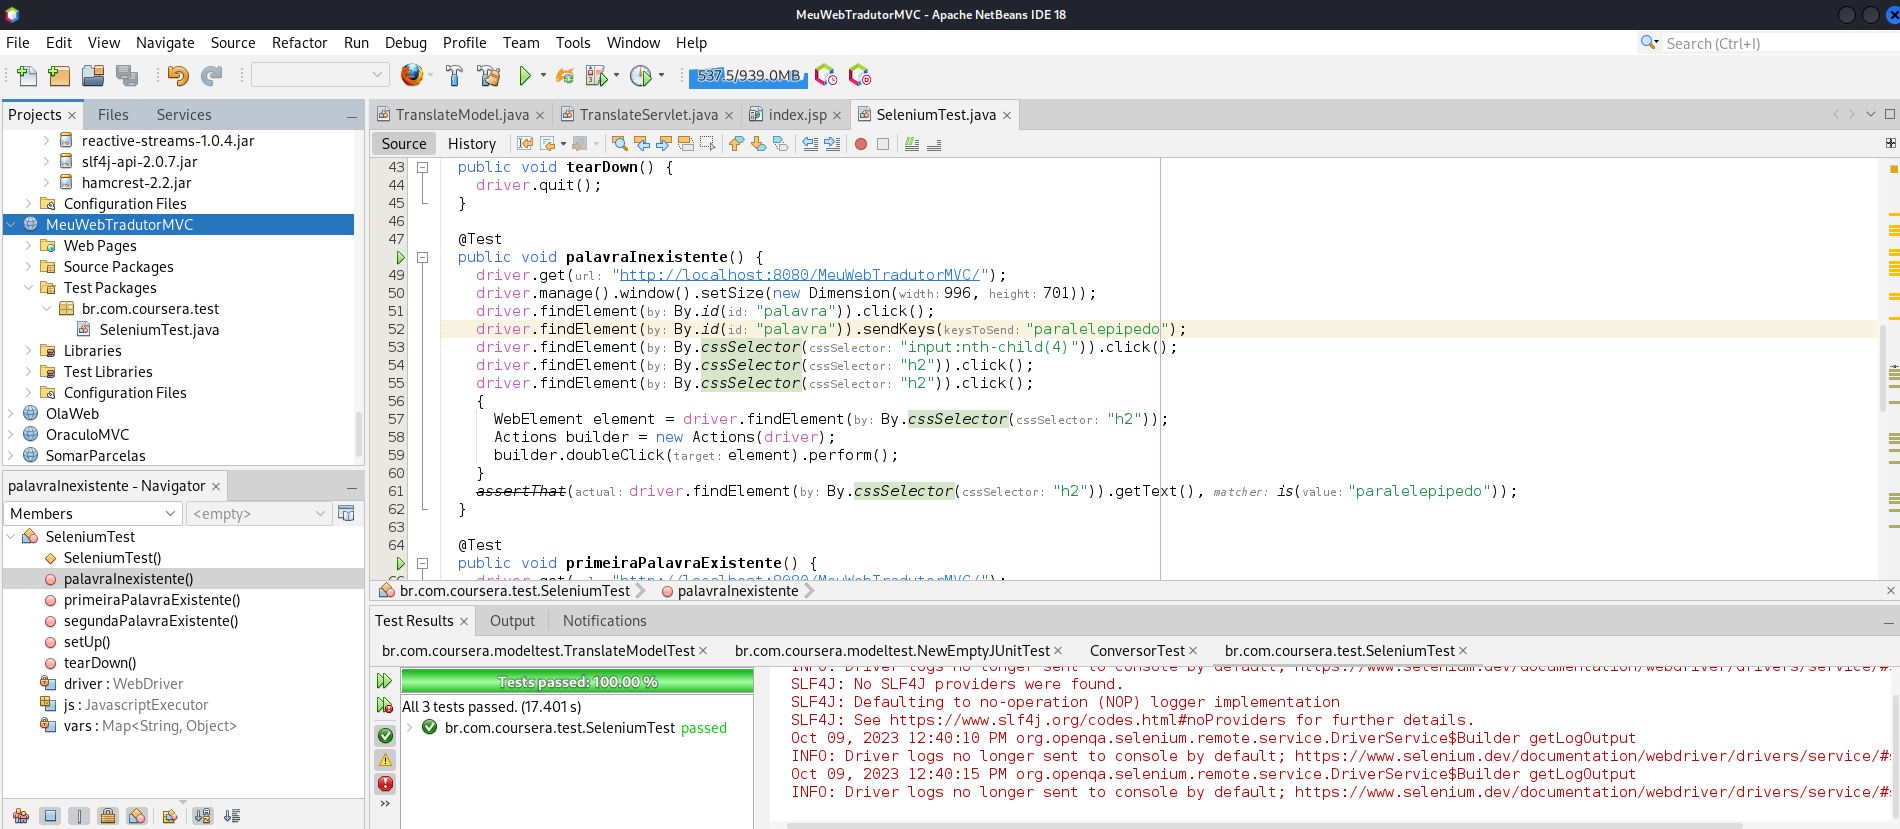 MeuWebTradutorMVC - Apache NetBeans IDE 18
File Edit View Navigate Source Refactor Run Debug Profile Team Tools Window Help
Search (Ctrl+I)
537.5/939.0MB
Projects Files Services
reactive-streams-1.0.4.jar
slf4j-api-2.0.7.jar
hamcrest-2.2.jar
Configuration Files
MeuWebTradutorMVC
Web Pages
Source Packages
Test Packages
br.com.coursera.test
SeleniumTest.java
Libraries
Test Libraries
Configuration Files
OlaWeb
OraculoMVC
SomarParcelas
palavraInexistente - Navigator
Members <empty>
SeleniumTest
SeleniumTest()
palavraInexistente()
primeiraPalavraExistente()
segundaPalavraExistente()
setUp()
tearDown()
driver : WebDriver
js : JavascriptExecutor
vars : Map<String, Object>
TranslateModel.java TranslateServlet.java index.jsp SeleniumTest.java
Source History
43 public void tearDown() {
44 driver.quit();
45 }
46
47 @Test
public void palavraInexistente() {
49 driver.get(url: "http://localhost:8080/MeuWebTradutorMVC/");
50 driver.manage().window().setSize(new Dimension(width: 996, height: 701));
51 driver.findElement(by: By.id(id: "palavra")).click();
52 driver.findElement(by: By.id(id: "palavra")).sendKeys(keysToSend: "paralelepipedo");
53 driver.findElement(by: By.cssSelector(cssSelector: "input:nth-child(4)")).click();
54 driver.findElement(by: By.cssSelector(cssSelector: "h2")).click();
55 driver.findElement(by: By.cssSelector(cssSelector: "h2")).click();
56 {
57 WebElement element = driver.findElement(by: By.cssSelector(cssSelector: "h2"));
58 Actions builder = new Actions(driver);
59 builder.doubleClick(target: element).perform();
60 }
61 assertThat(actual: driver.findElement(by: By.cssSelector(cssSelector: "h2")).getText(), matcher: is(value: "paralelepipedo"));
62 }
63
64 @Test
public void primeiraPalavraExistente() {
"http://localhost:8080/MeuWebTradutorMVC/");
br.com.coursera.test.SeleniumTest palavraInexistente
Test Results Output Notifications
br.com.coursera.modeltest.TranslateModelTest br.com.coursera.modeltest.NewEmptyJUnitTest ConversorTest br.com.coursera.test.SeleniumTest
Tests passed: 100.00 %
All 3 tests passed. (17.401 s)
br.com.coursera.test.SeleniumTest passed
INFO: Driver logs no longer sent to console by default; https://www.selenium.dev/documentation/webdriver/drivers/service/#
SLF4J: No SLF4J providers were found.
SLF4J: Defaulting to no-operation (NOP) logger implementation
SLF4J: See https://www.slf4j.org/codes.html#noProviders for further details.
Oct 09, 2023 12:40:10 PM org.openqa.selenium.remote.service.DriverService$Builder getLogOutput
INFO: Driver logs no longer sent to console by default; https://www.selenium.dev/documentation/webdriver/drivers/service/#
Oct 09, 2023 12:40:15 PM org.openqa.selenium.remote.service.DriverService$Builder getLogOutput
INFO: Driver logs no longer sent to console by default; https://www.selenium.dev/documentation/webdriver/drivers/service/#